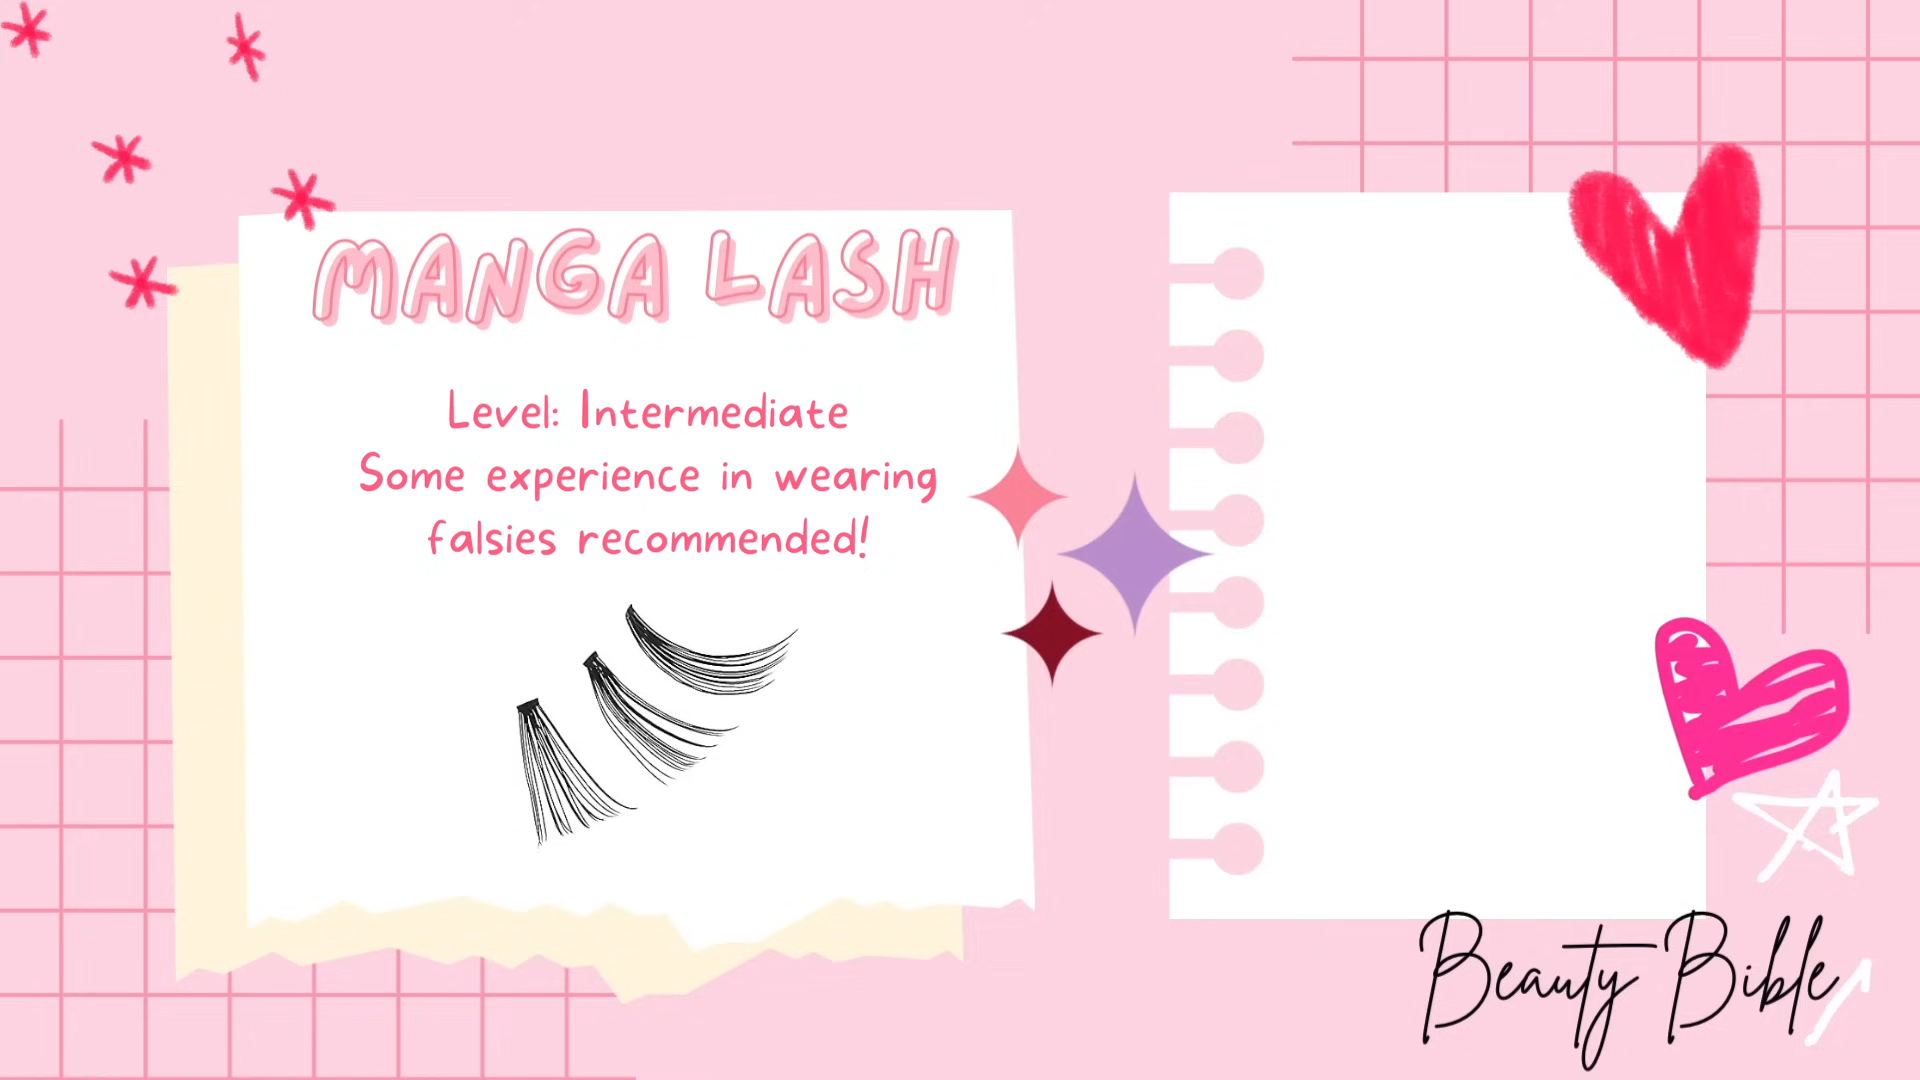 MANGA LASH
Level: Intermediate
Some experience in wearing
falsies recommended!
Beauty Bible